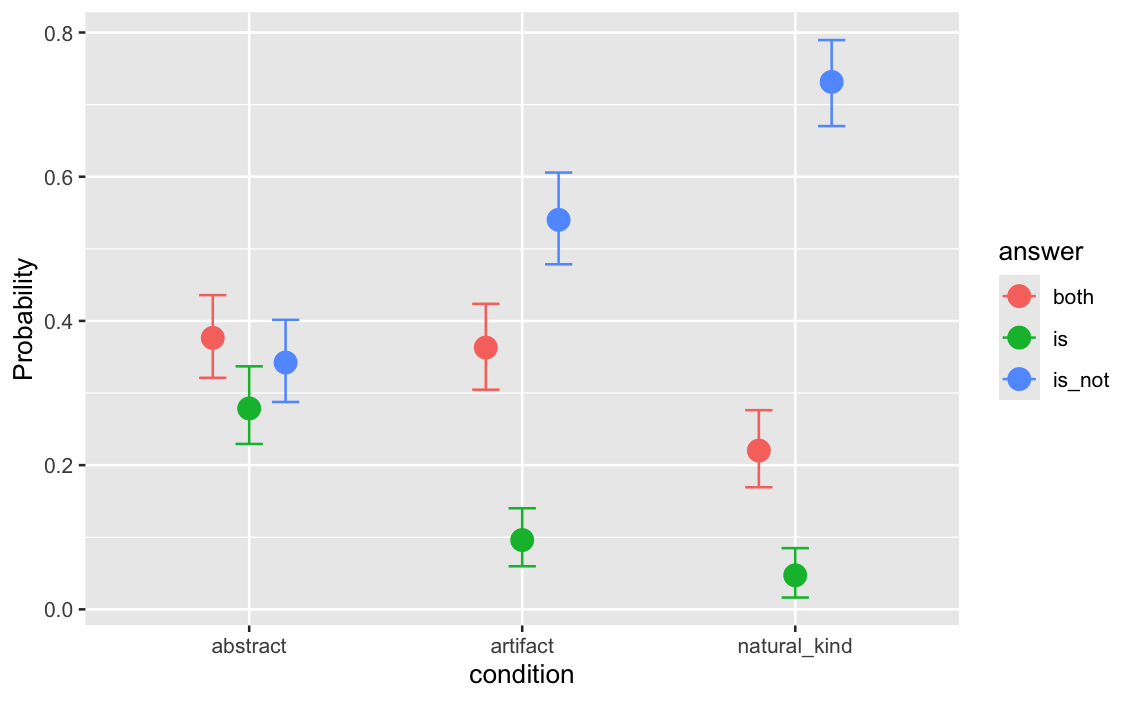 Probability
0.8
0.6
0.4
0.2
0.0
abstract artifact natural_kind
condition
answer
both
is
is_not